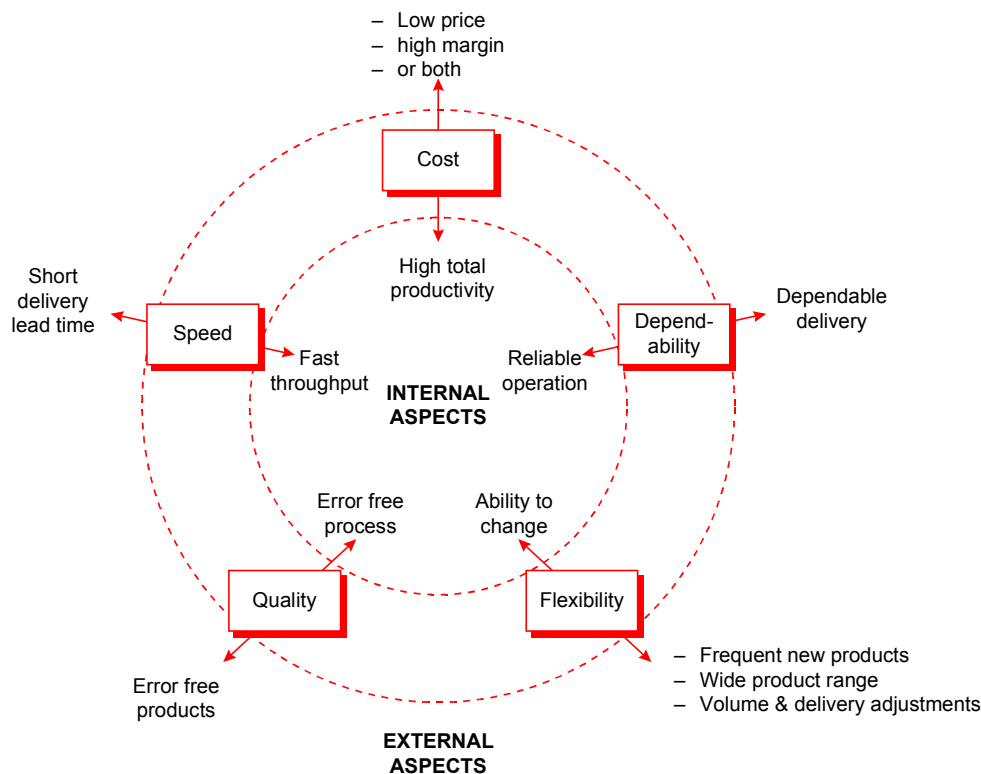 – Low price
– high margin
– or both
Cost
High total
productivity
Short
delivery
lead time
Speed
Fast
throughput
Depend-
ability
Dependable
delivery
Reliable
operation
INTERNAL
ASPECTS
Error free
process
Ability to
change
Quality
Flexibility
Error free
products
– Frequent new products
– Wide product range
– Volume & delivery adjustments
EXTERNAL
ASPECTS